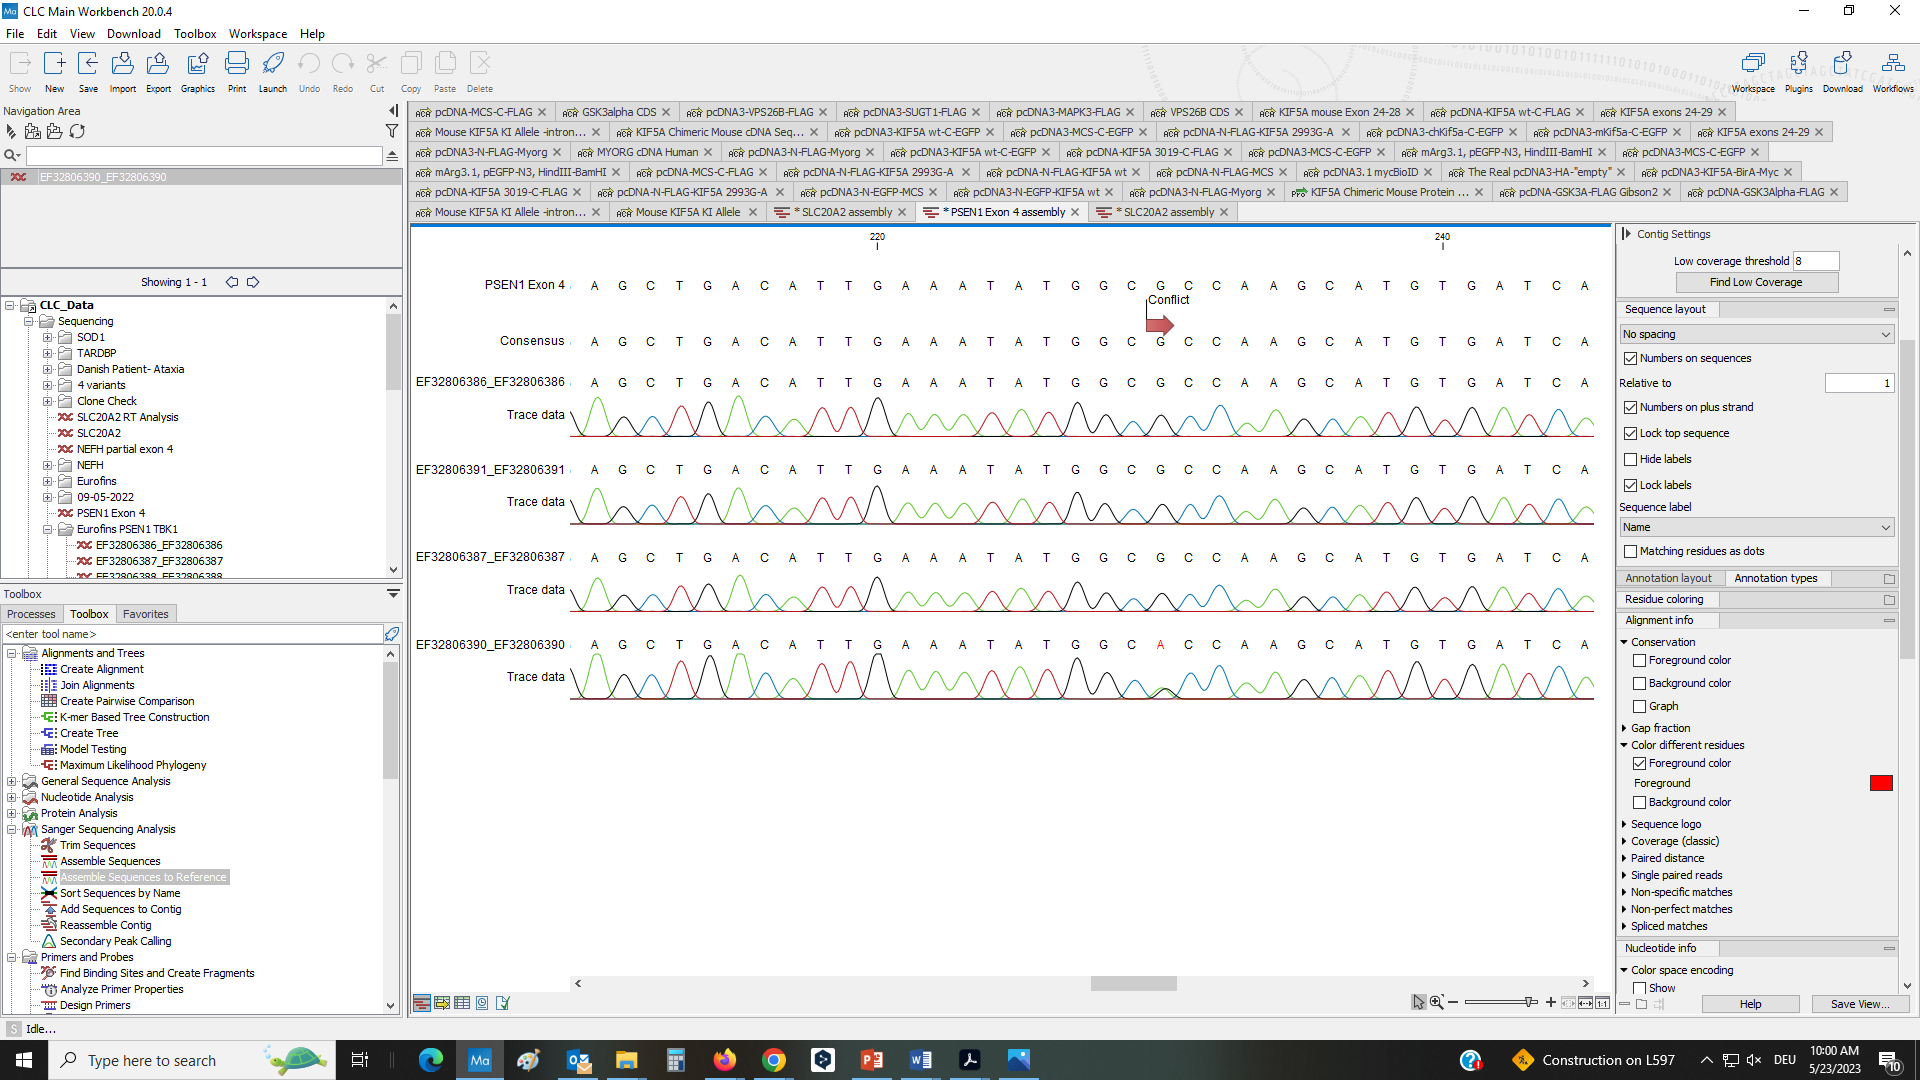 CLC Main Workbench 20.0.4
File Edit View Download Toolbox Workspace Help
Show New Save Import Export Graphics Print Launch Undo Redo Cut Copy Paste Delete Workspace Plugins Download Workflows
Navigation Area
EF32806390_EF32806390
Showing 1 - 1
CLC_Data
Sequencing
SOD1
TARDBP
Danish Patient- Ataxia
4 variants
Clone Check
SLC20A2 RT Analysis
SLC20A2
NEFH partial exon 4
NEFH
Eurofins
09-05-2022
PSEN1 Exon 4
Eurofins PSEN1 TBK1
EF32806386_EF32806386
EF32806387_EF32806387
EF32806388_EF32806388
Toolbox
Processes Toolbox Favorites
<enter tool name>
Alignments and Trees
Create Alignment
Join Alignments
Create Pairwise Comparison
K-mer Based Tree Construction
Create Tree
Model Testing
Maximum Likelihood Phylogeny
General Sequence Analysis
Nucleotide Analysis
Protein Analysis
Sanger Sequencing Analysis
Trim Sequences
Assemble Sequences
Assemble Sequences to Reference
Sort Sequences by Name
Add Sequences to Contig
Reassemble Contig
Secondary Peak Calling
Primers and Probes
Find Binding Sites and Create Fragments
Analyze Primer Properties
Design Primers
Idle...
pcDNA-MCS-C-FLAG GSK3alpha CDS pcDNA3-VPS26B-FLAG pcDNA3-SUGT1-FLAG pcDNA3-MAPK3-FLAG VPS26B CDS KIF5A mouse Exon 24-28 pcDNA-KIF5A wt-C-FLAG KIF5A exons 24-29
Mouse KIF5A KI Allele -intron... KIF5A Chimeric Mouse cDNA Seq... pcDNA3-KIF5A wt-C-EGFP pcDNA3-MCS-C-EGFP pcDNA-N-FLAG-KIF5A 2993G-A pcDNA3-chKif5a-C-EGFP pcDNA3-mKif5a-C-EGFP KIF5A exons 24-29
pcDNA3-N-FLAG-Myorg MYORG cDNA Human pcDNA3-N-FLAG-Myorg pcDNA3-KIF5A wt-C-EGFP pcDNA-KIF5A 3019-C-FLAG pcDNA3-MCS-C-EGFP mArg3.1, pEGFP-N3, HindIII-BamHI pcDNA3-MCS-C-EGFP
mArg3.1, pEGFP-N3, HindIII-BamHI pcDNA-MCS-C-FLAG pcDNA-N-FLAG-KIF5A 2993G-A pcDNA-N-FLAG-KIF5A wt pcDNA-N-FLAG-MCS pcDNA3.1 mycBioID The Real pcDNA3-HA-"empty" pcDNA3-KIF5A-BirA-Myc
pcDNA-KIF5A 3019-C-FLAG pcDNA-N-FLAG-KIF5A 2993G-A pcDNA3-N-EGFP-MCS pcDNA3-N-EGFP-KIF5A wt pcDNA3-N-FLAG-Myorg KIF5A Chimeric Mouse Protein ... pcDNA-GSK3A-FLAG Gibson2 pcDNA-GSK3Alpha-FLAG
Mouse KIF5A KI Allele -intron... Mouse KIF5A KI Allele * SLC20A2 assembly * PSEN1 Exon 4 assembly * SLC20A2 assembly
220 240
PSEN1 Exon 4 A G C T G A C A T T G A A A T A T G G C G C C A A G C A T G T G A T C A
Conflict
Consensus A G C T G A C A T T G A A A T A T G G C G C C A A G C A T G T G A T C A
EF32806386_EF32806386 A G C T G A C A T T G A A A T A T G G C G C C A A G C A T G T G A T C A
Trace data
EF32806391_EF32806391 A G C T G A C A T T G A A A T A T G G C G C C A A G C A T G T G A T C A
Trace data
EF32806387_EF32806387 A G C T G A C A T T G A A A T A T G G C G C C A A G C A T G T G A T C A
Trace data
EF32806390_EF32806390 A G C T G A C A T T G A A A T A T G G C A C C A A G C A T G T G A T C A
Trace data
Contig Settings
Low coverage threshold 8
Find Low Coverage
Sequence layout
No spacing
Numbers on sequences
Relative to 1
Numbers on plus strand
Lock top sequence
Hide labels
Lock labels
Sequence label
Name
Matching residues as dots
Annotation layout Annotation types
Residue coloring
Alignment info
Conservation
Foreground color
Background color
Graph
Gap fraction
Color different residues
Foreground color
Foreground
Background color
Sequence logo
Coverage (classic)
Paired distance
Single paired reads
Non-specific matches
Non-perfect matches
Spliced matches
Nucleotide info
Color space encoding
Show
Help Save View...
Type here to search
Construction on L597
DEU
10:00 AM
5/23/2023
10